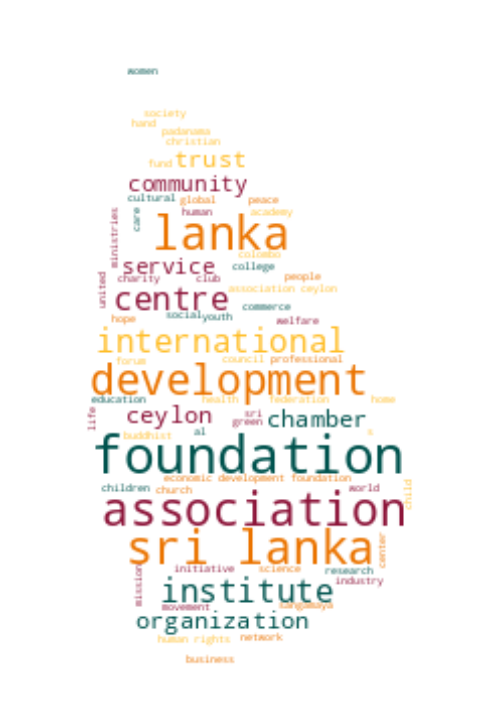 women
society
hand
padanama
christian
fund trust
community
cultural global peace
care human academy
ministries lanka
colombo
service college
united charity club people
centre association ceylon
commerce
hope social youth welfare
international
forum council professional
development
education health federation home
life ceylon sri chamber
green
buddhist al s
foundation
economic development foundation
children church world child
association
sri lanka center
mission initiative science research
industry
institute
movement sangamaya
organization
human rights network
business